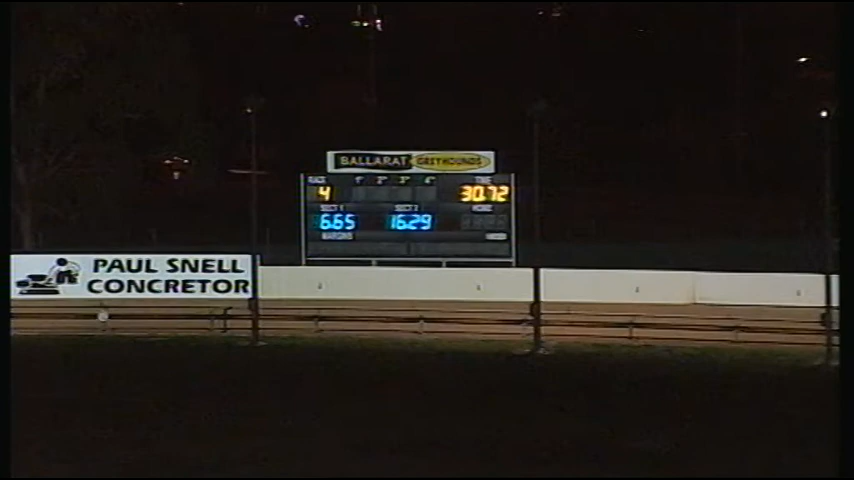 BALLARAT GREYHOUNDS
RACE 1ST 2ND 3RD 4TH TIME
4 30.72
SECT 1 SECT 2
6.65 16.29
MARGINS
PAUL SNELL
CONCRETOR